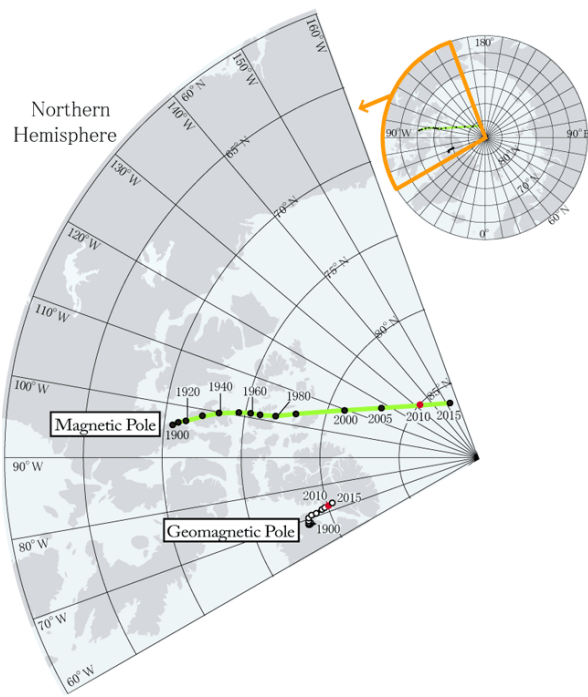 Northern
Hemisphere
160°W
150°W
60°N
140°W
65°N
130°W
70°N
120°W
75°N
110°W
80°N
100°W
85°N
90°W
80°W
70°W
60°W
1920
1940
1960
1980
Magnetic Pole
1900
2000
2005
2010
2015
2010
2015
Geomagnetic Pole
1900
180°
90°W
90°E
80°N
70°N
60°N
0°